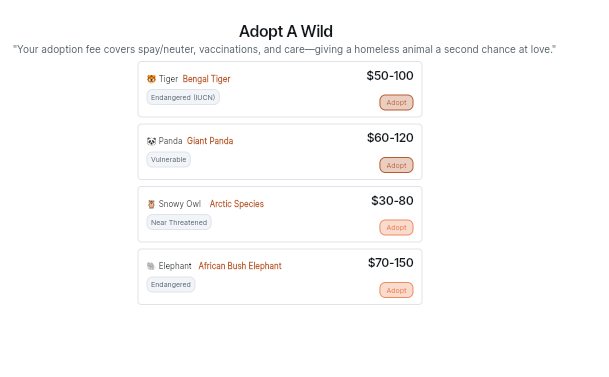 Adopt A Wild
"Your adoption fee covers spay/neuter, vaccinations, and care—giving a homeless animal a second chance at love."
🐯 Tiger Bengal Tiger $50-100
Endangered (IUCN) Adopt
🐼 Panda Giant Panda $60-120
Vulnerable Adopt
🦉 Snowy Owl Arctic Species $30-80
Near Threatened Adopt
🐘 Elephant African Bush Elephant $70-150
Endangered Adopt